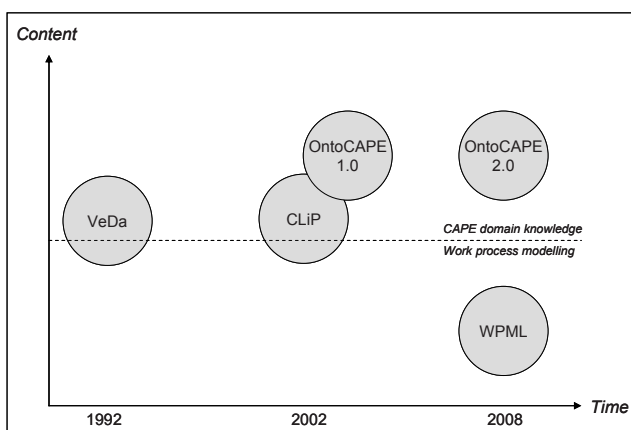 Content
OntoCAPE
1.0
OntoCAPE
2.0
VeDa
CLiP
CAPE domain knowledge
Work process modelling
WPML
Time
1992
2002
2008